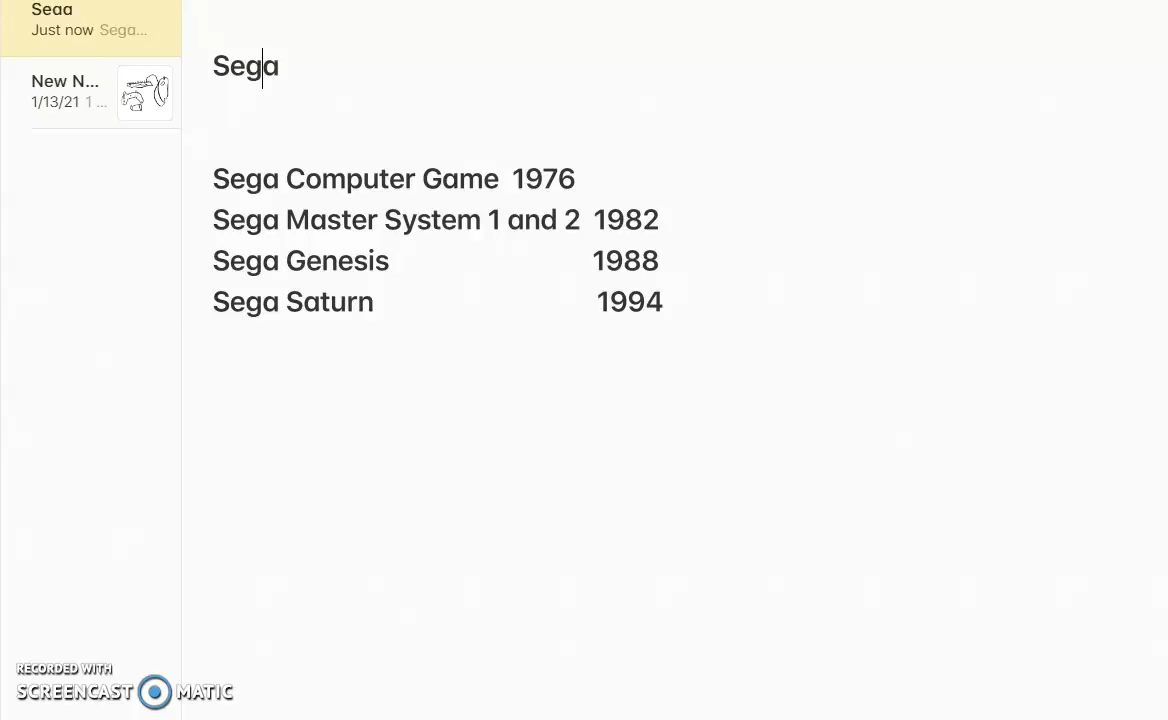 Sega
Just now Sega...
New N...
1/13/21 1 ...
Sega
Sega Computer Game 1976
Sega Master System 1 and 2 1982
Sega Genesis 1988
Sega Saturn 1994
RECORDED WITH
SCREENCAST MATIC